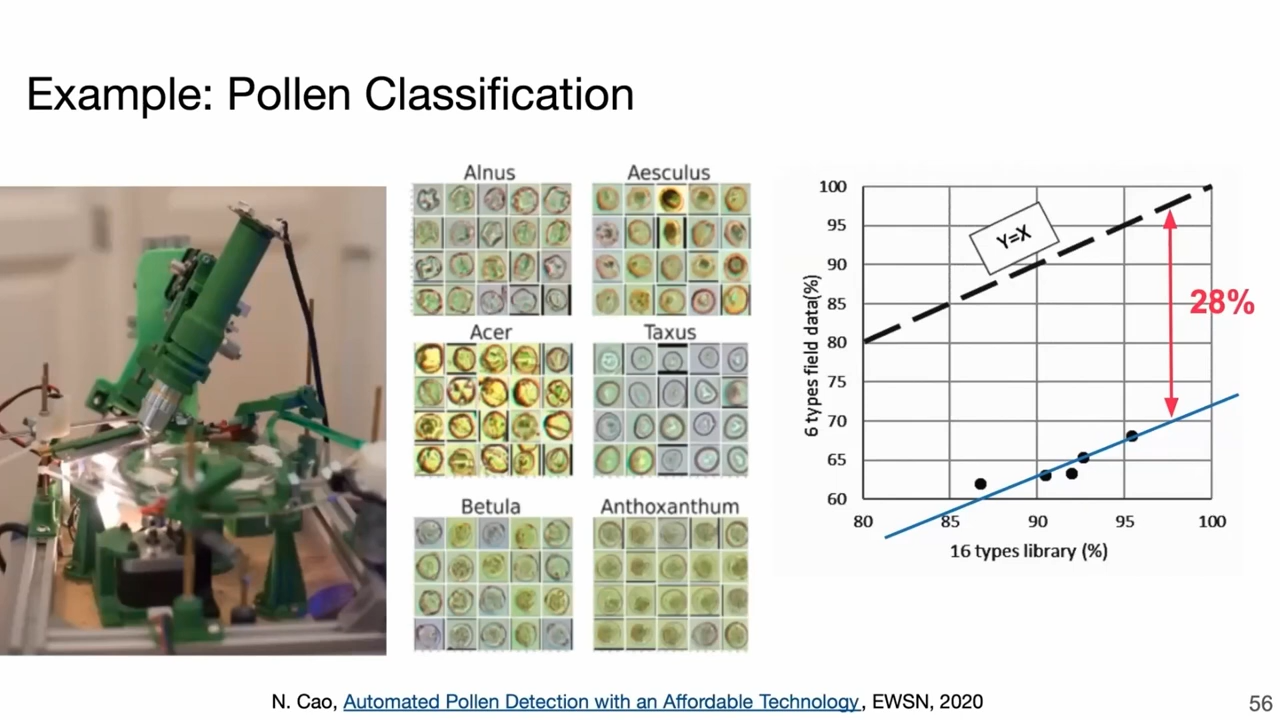 Example: Pollen Classification
Alnus
Aesculus
Acer
Taxus
Betula
Anthoxanthum
100
95
90
85
80
75
70
65
60
6 types field data(%)
Y=X
28%
80
85
90
95
100
16 types library (%)
N. Cao, Automated Pollen Detection with an Affordable Technology, EWSN, 2020
56